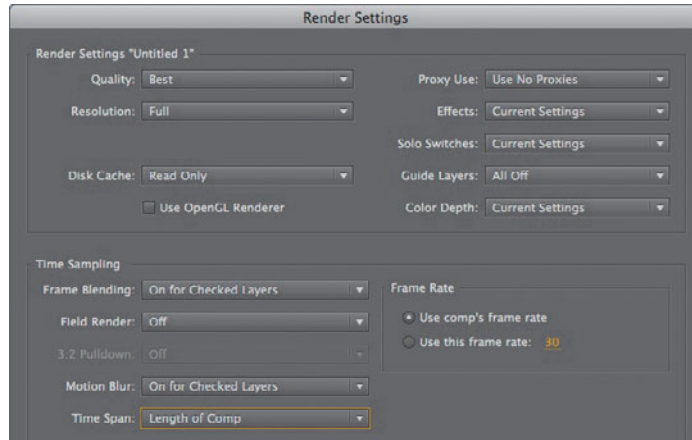 Render Settings
Render Settings "Untitled 1"
Quality: Best
Proxy Use: Use No Proxies
Resolution: Full
Effects: Current Settings
Solo Switches: Current Settings
Disk Cache: Read Only
Guide Layers: All Off
Use OpenGL Renderer
Color Depth: Current Settings
Time Sampling
Frame Blending: On for Checked Layers
Field Render: Off
3:2 Pulldown: Off
Motion Blur: On for Checked Layers
Time Span: Length of Comp
Frame Rate
Use comp's frame rate
Use this frame rate: 30